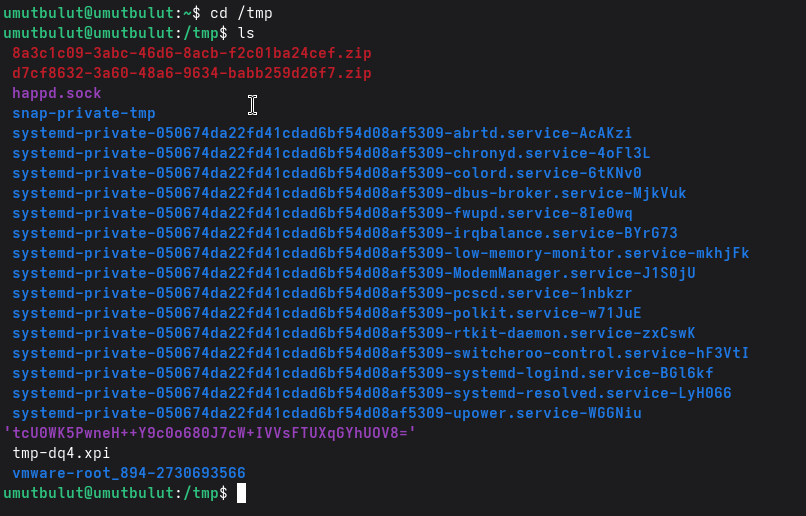 umutbulut@umutbulut:~$ cd /tmp
umutbulut@umutbulut:/tmp$ ls
8a3c1c09-3abc-46d6-8acb-f2c01ba24cef.zip
d7cf8632-3a60-48a6-9634-babb259d26f7.zip
happd.sock
snap-private-tmp
systemd-private-050674da22fd41cdad6bf54d08af5309-abrtd.service-AcAKzi
systemd-private-050674da22fd41cdad6bf54d08af5309-chronyd.service-4oFl3L
systemd-private-050674da22fd41cdad6bf54d08af5309-colord.service-6tKNv0
systemd-private-050674da22fd41cdad6bf54d08af5309-dbus-broker.service-MjkVuk
systemd-private-050674da22fd41cdad6bf54d08af5309-fwupd.service-8Ie0wq
systemd-private-050674da22fd41cdad6bf54d08af5309-irqbalance.service-BYrG73
systemd-private-050674da22fd41cdad6bf54d08af5309-low-memory-monitor.service-mkhjFk
systemd-private-050674da22fd41cdad6bf54d08af5309-ModemManager.service-J1S0jU
systemd-private-050674da22fd41cdad6bf54d08af5309-pcscd.service-1nbkzr
systemd-private-050674da22fd41cdad6bf54d08af5309-polkit.service-w71JuE
systemd-private-050674da22fd41cdad6bf54d08af5309-rtkit-daemon.service-zxCswK
systemd-private-050674da22fd41cdad6bf54d08af5309-switcheroo-control.service-hF3VtI
systemd-private-050674da22fd41cdad6bf54d08af5309-systemd-logind.service-BGl6kf
systemd-private-050674da22fd41cdad6bf54d08af5309-systemd-resolved.service-LyH066
systemd-private-050674da22fd41cdad6bf54d08af5309-upower.service-WGGNiu
'tcU0WK5PwneH++Y9c0o680J7cW+IVVsFTUXqGYhUOV8='
tmp-dq4.xpi
vmware-root_894-2730693566
umutbulut@umutbulut:/tmp$